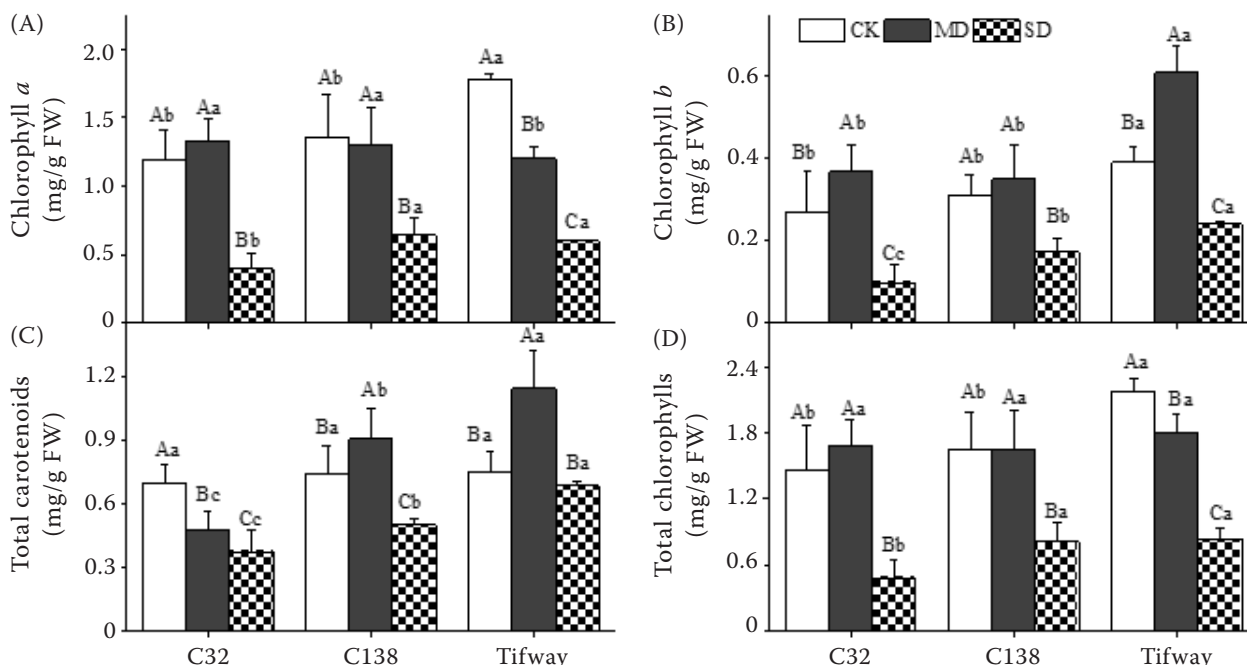 (A)
Chlorophyll a
(mg/g FW)
2.0
1.5
1.0
0.5
0
Ab
Aa
Bb
Ab
Aa
Ba
Aa
Bb
Ca
(B)
CK MD SD
Chlorophyll b
(mg/g FW)
0.6
0.4
0.2
0
Bb
Ab
Cc
Ab
Ab
Bb
Ba
Aa
Ca
(C)
Total carotenoids
(mg/g FW)
1.2
0.9
0.6
0.3
0
Aa
Bc
Cc
Ba
Ab
Cb
Ba
Aa
Ba
C32 C138 Tifway
(D)
Total chlorophylls
(mg/g FW)
2.4
1.8
1.2
0.6
0
Ab
Aa
Bb
Ab
Aa
Ba
Aa
Ba
Ca
C32 C138 Tifway